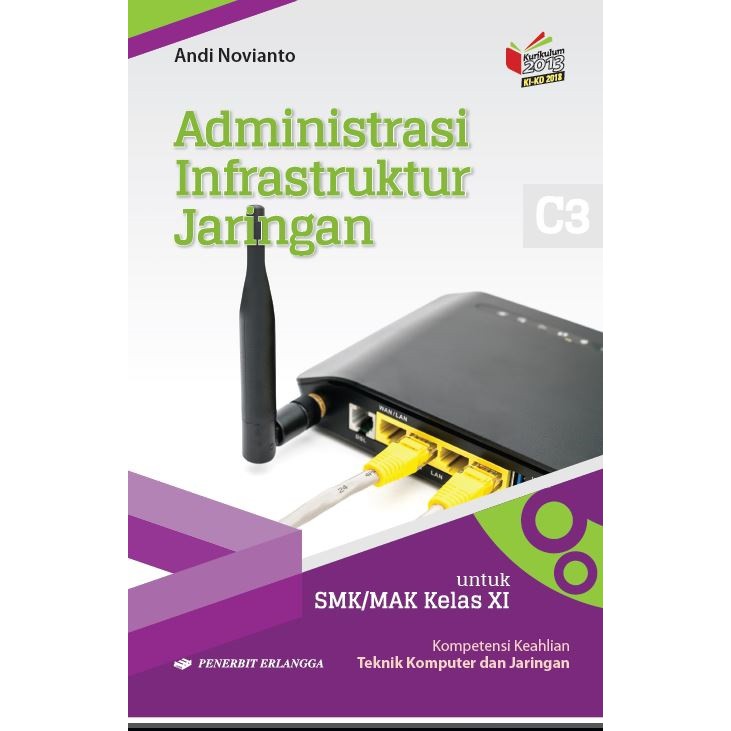 Andi Novianto
Kurikulum
2013
KI-KD 2018
Administrasi
Infrastruktur
Jaringan
C3
WAN/LAN
DSL
LAN
24
untuk
SMK/MAK Kelas XI
Kompetensi Keahlian
Teknik Komputer dan Jaringan
PENERBIT ERLANGGA